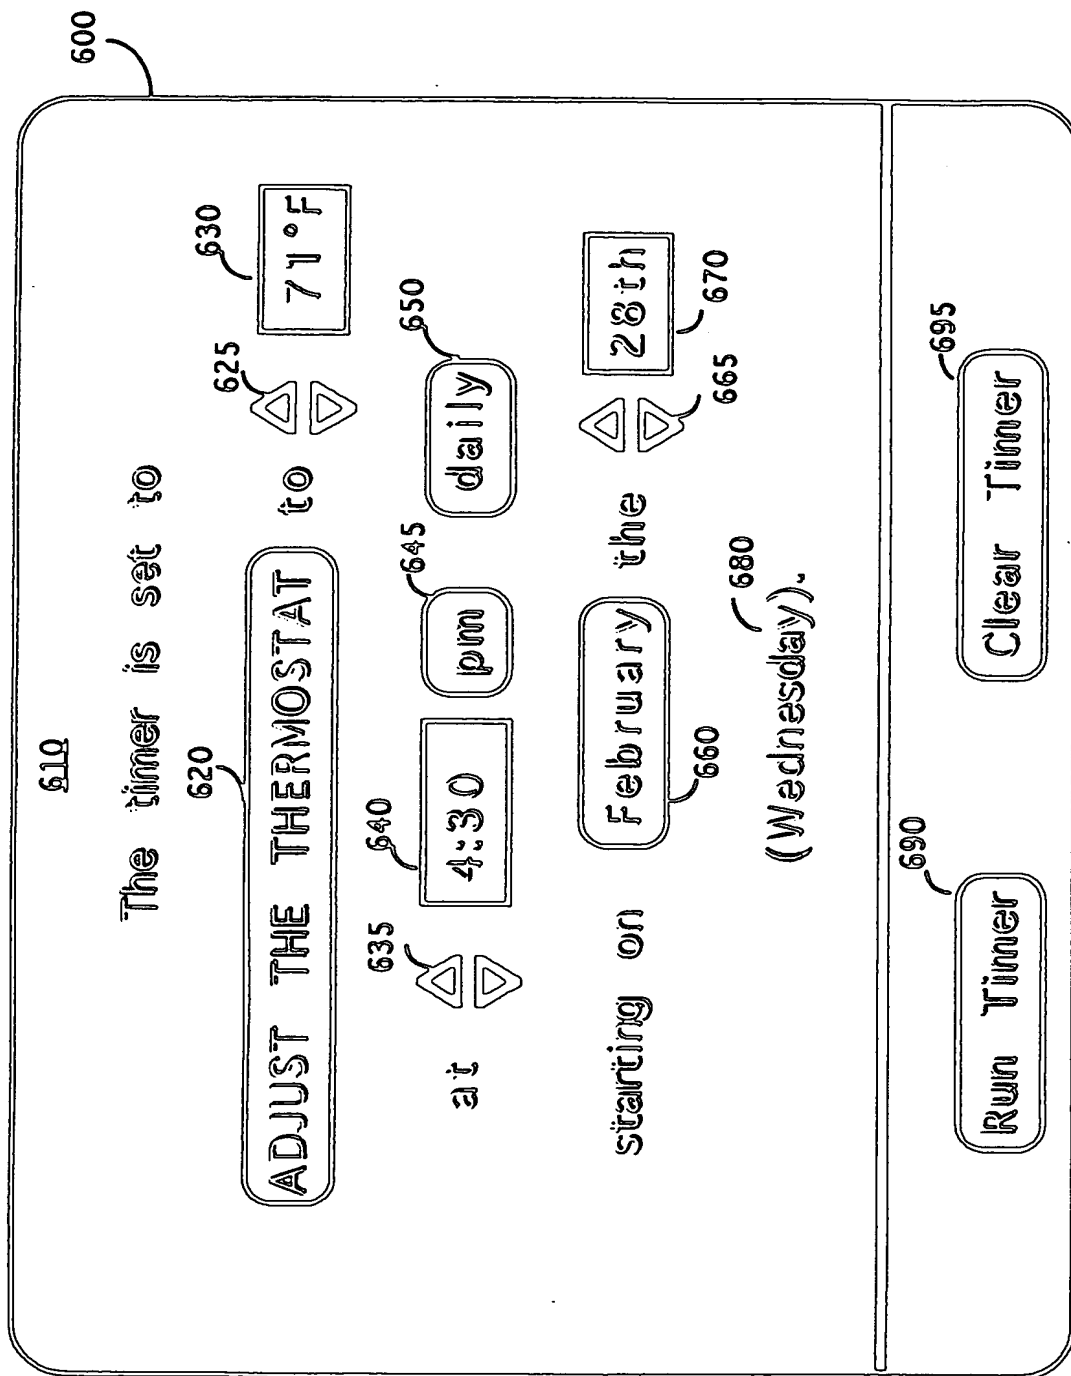 600
610
The timer is set to
620 625 630
ADJUST THE THERMOSTAT to 71°F
635 640 645 650
at 4:30 pm daily
starting on February the 28th
660 665 670
680
(Wednesday).
690 695
Run Timer Clear Timer